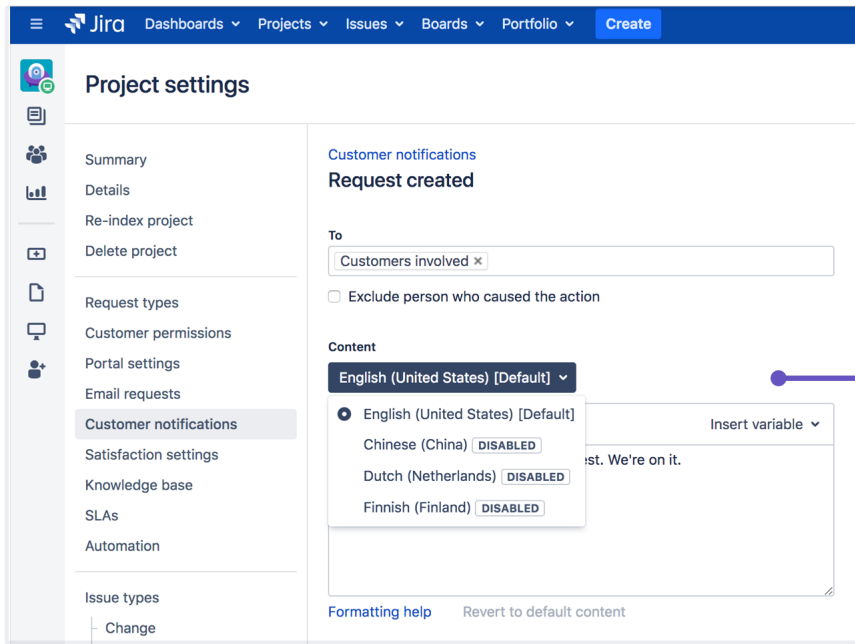 Jira Dashboards Projects Issues Boards Portfolio Create
Project settings
Summary
Details
Re-index project
Delete project
Request types
Customer permissions
Portal settings
Email requests
Customer notifications
Satisfaction settings
Knowledge base
SLAs
Automation
Issue types
Change
Customer notifications
Request created
To
Customers involved ×
Exclude person who caused the action
Content
English (United States) [Default]
English (United States) [Default]
Chinese (China) DISABLED
Dutch (Netherlands) DISABLED
Finnish (Finland) DISABLED
Insert variable
We're on it.
Formatting help Revert to default content